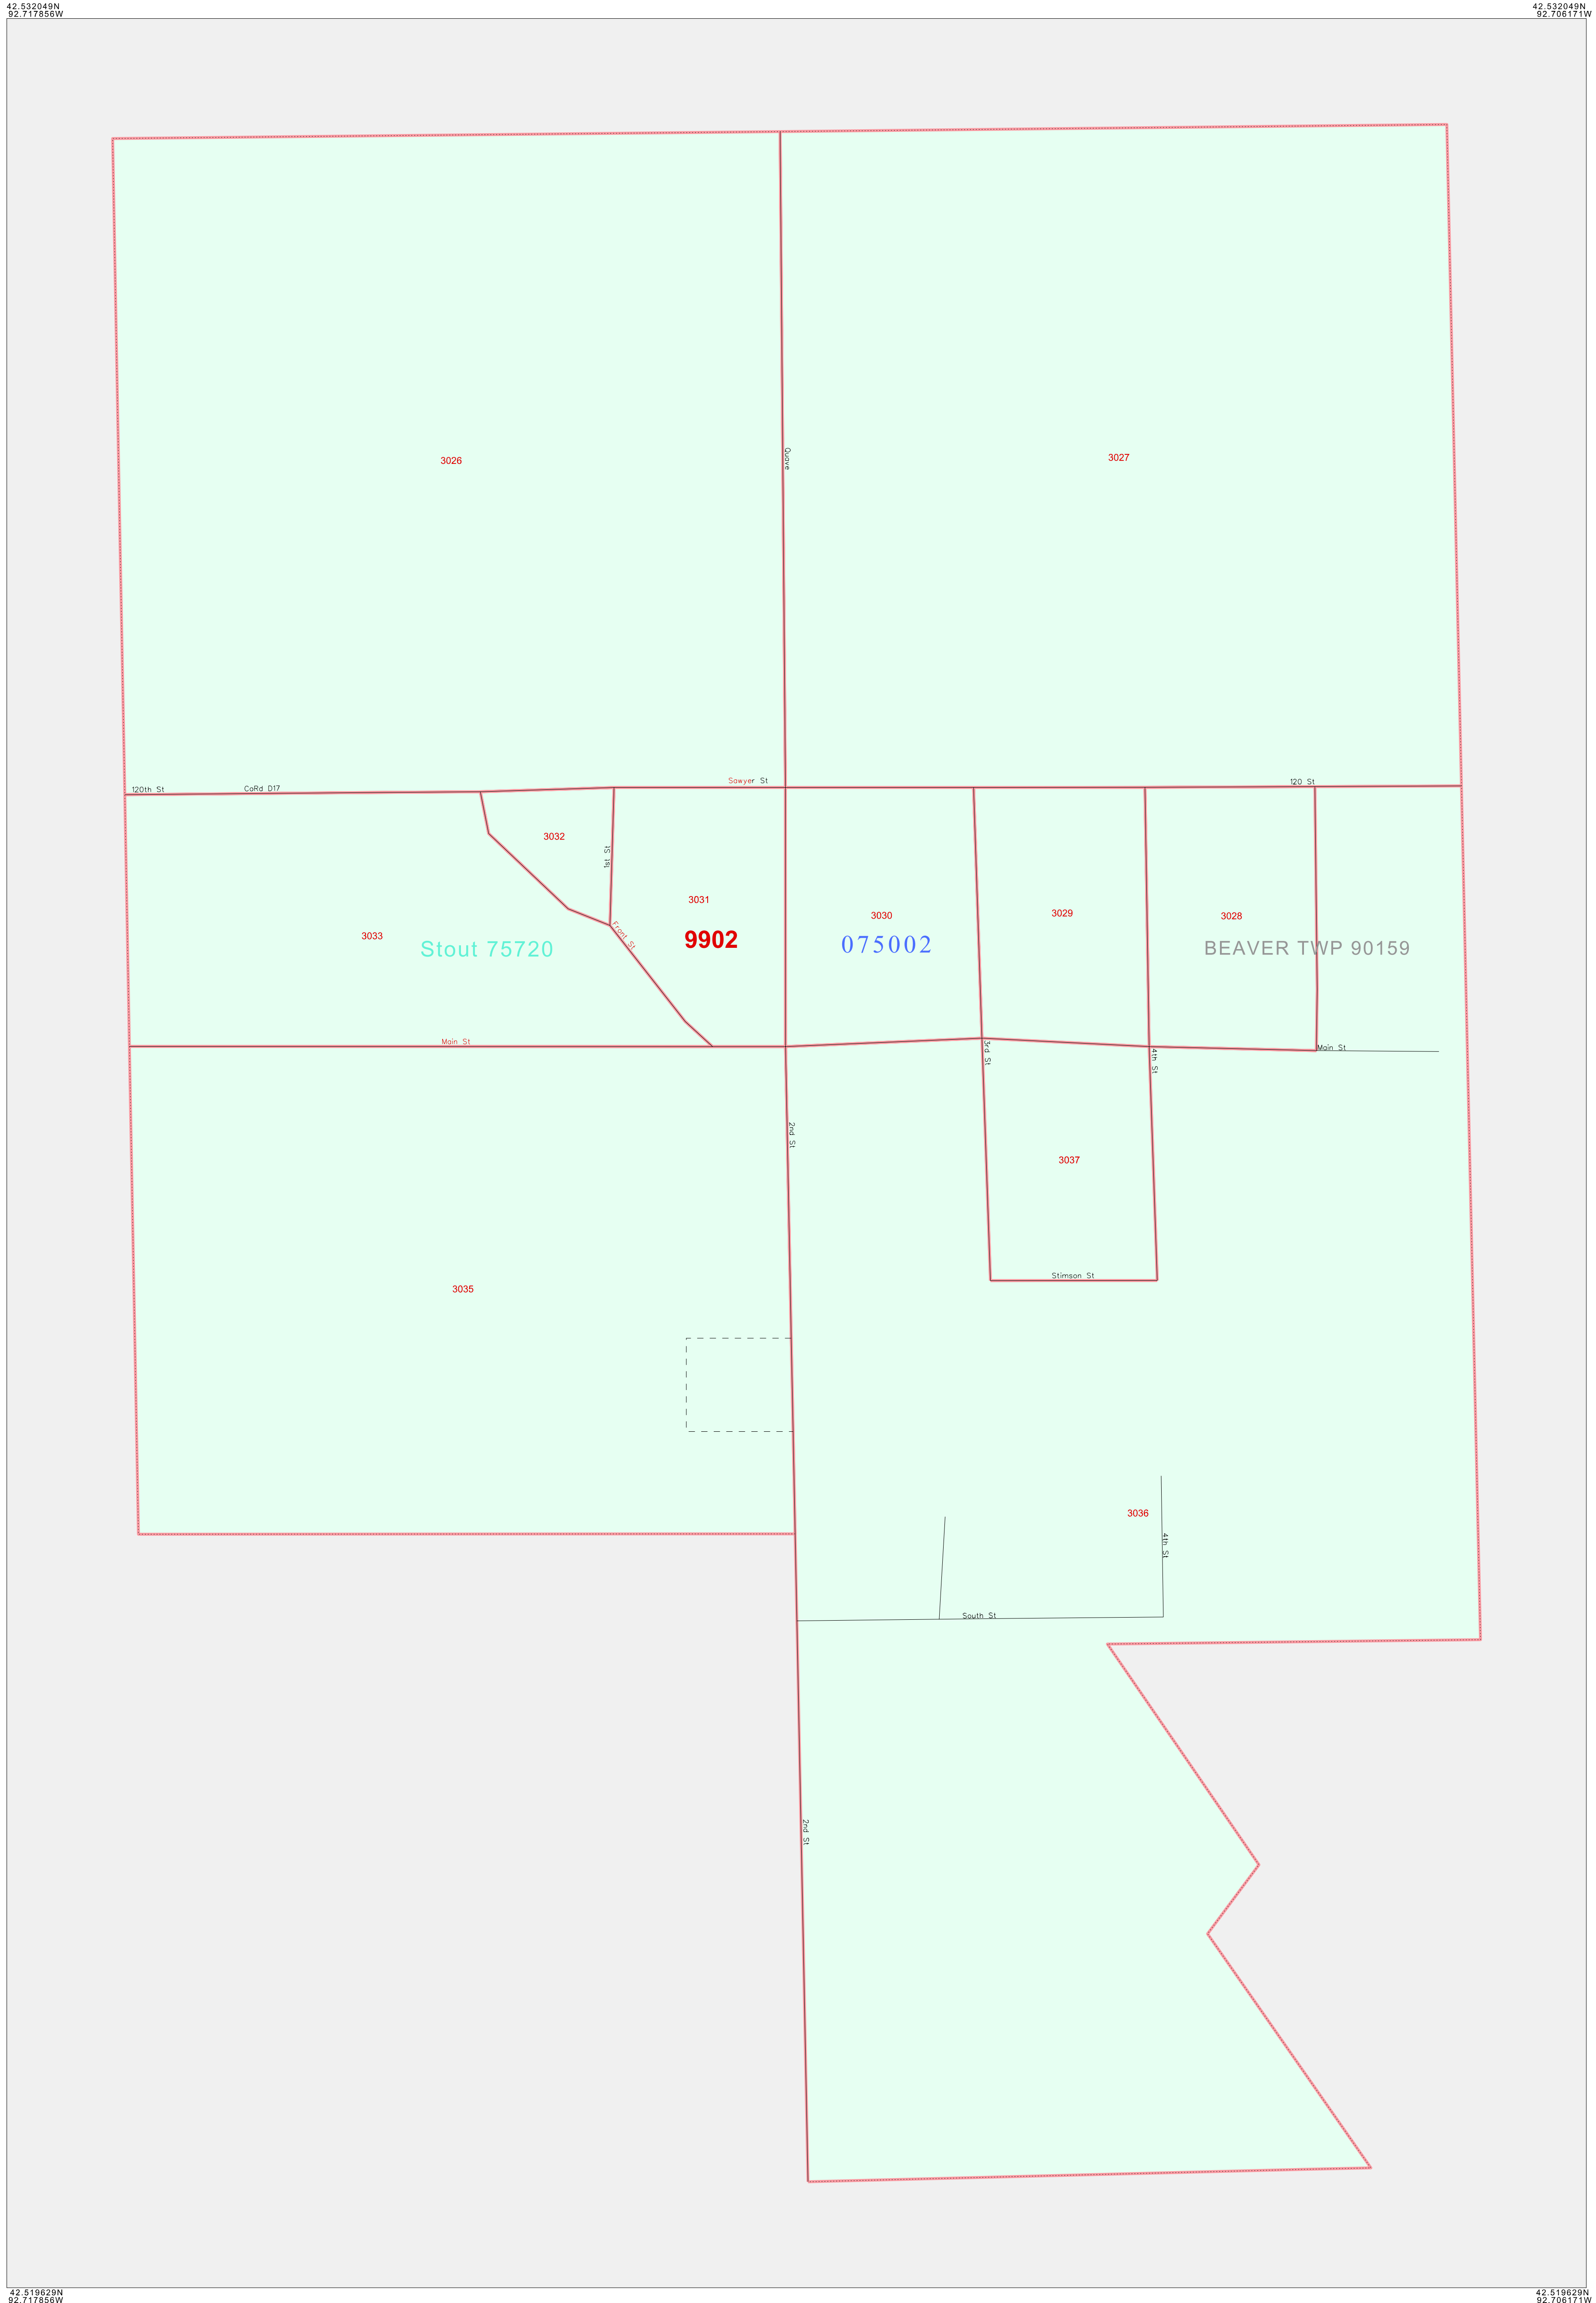 42.532049N
92.717856W
42.532049N
92.706171W
3026
Quave
3027
120th St
CoRd D17
Sawyer St
120 St
3032
1st St
3031
3030
3029
3028
3033
Front St
Stout 75720
9902
075002
BEAVER TWP 90159
Main St
3rd St
4th St
Main St
2nd St
3037
Stimson St
3035
3036
4th St
South St
2nd St
42.519629N
92.717856W
42.519629N
92.706171W